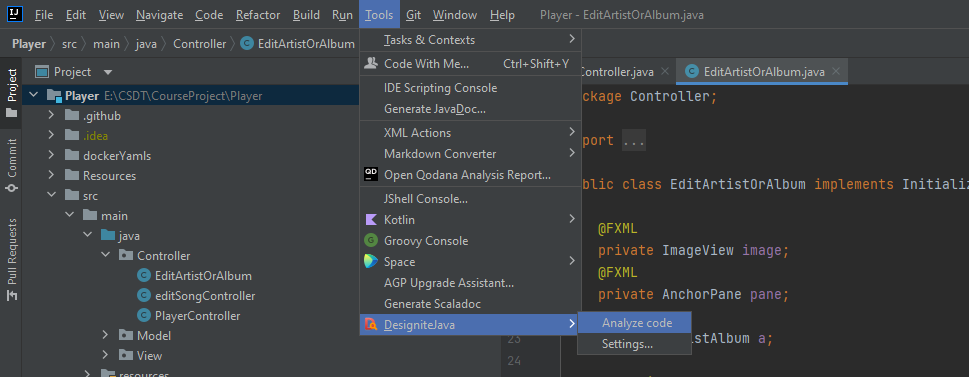 IJ File Edit View Navigate Code Refactor Build Run Tools Git Window Help Player - EditArtistOrAlbum.java
Player src main java Controller EditArtistOrAlbum
Project
Player E:\CSDT\CourseProject\Player
.github
.idea
dockerYamls
Resources
src
main
java
Controller
EditArtistOrAlbum
editSongController
PlayerController
Model
View
resources
Project
Commit
Pull Requests
Tasks & Contexts
Code With Me... Ctrl+Shift+Y
IDE Scripting Console
Generate JavaDoc...
XML Actions
Markdown Converter
QD Open Qodana Analysis Report...
JShell Console...
Kotlin
G Groovy Console
Space
AGP Upgrade Assistant...
Generate Scaladoc
DesigniteJava
Analyze code
Settings...
Controller.java EditArtistOrAlbum.java
ckage Controller;
port ...
blic class EditArtistOrAlbum implements Initializ
@FXML
private ImageView image;
@FXML
private AnchorPane pane;
23 istAlbum a;
24